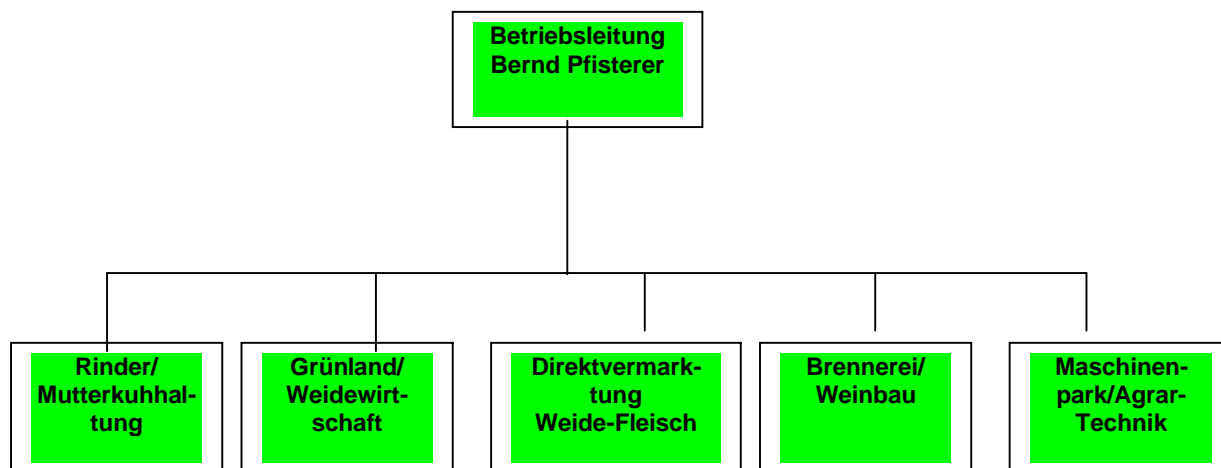 Betriebsleitung
Bernd Pfisterer
Rinder/
Mutterkuhhal-
tung
Grünland/
Weidewirt-
schaft
Direktvermark-
tung
Weide-Fleisch
Brennerei/
Weinbau
Maschinen-
park/Agrar-
Technik